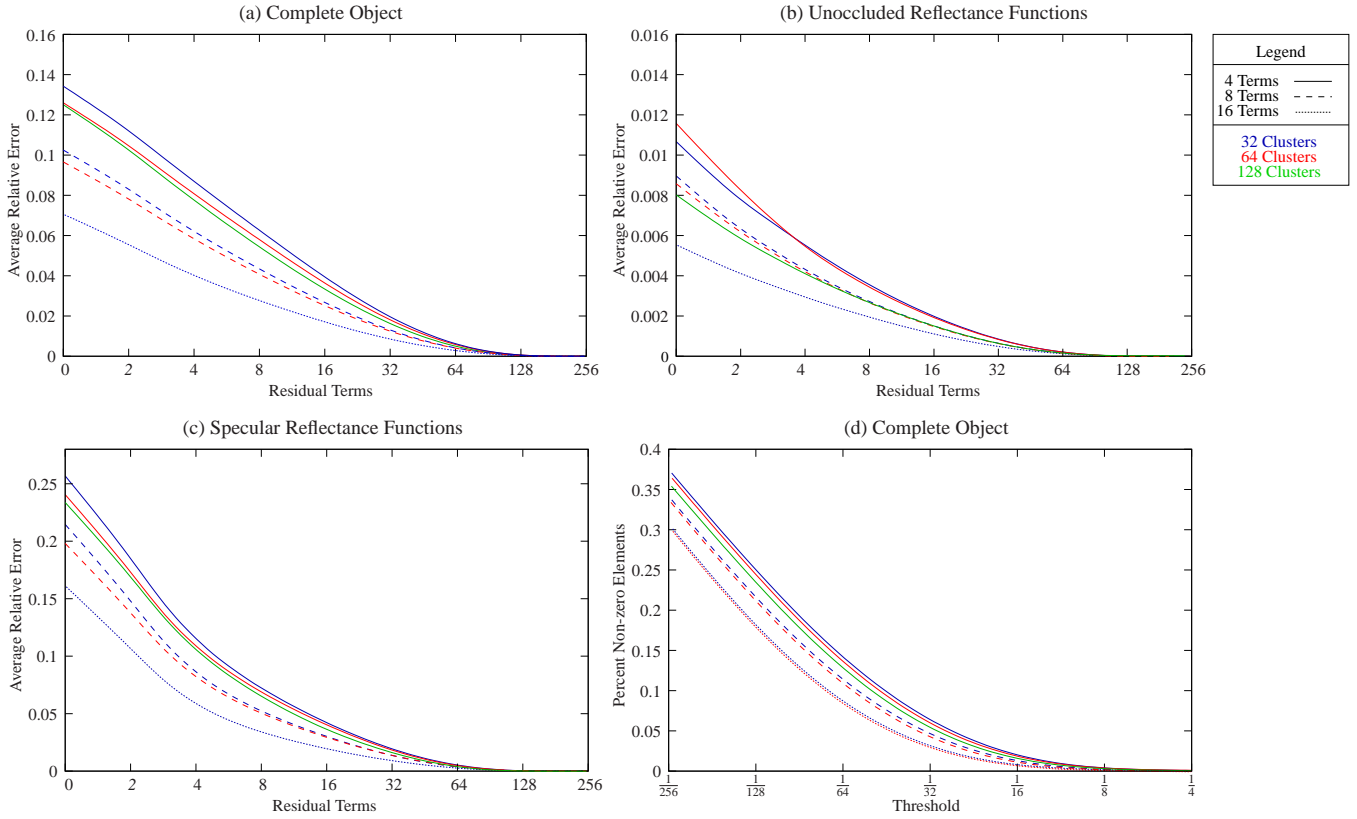 (a) Complete Object
0.16
0.14
0.12
0.1
0.08
0.06
0.04
0.02
0
Average Relative Error
0 2 4 8 16 32 64 128 256
Residual Terms
(b) Unoccluded Reflectance Functions
0.016
0.014
0.012
0.01
0.008
0.006
0.004
0.002
0
Average Relative Error
0 2 4 8 16 32 64 128 256
Residual Terms
Legend
4 Terms
8 Terms
16 Terms
32 Clusters
64 Clusters
128 Clusters
(c) Specular Reflectance Functions
0.25
0.2
0.15
0.1
0.05
0
Average Relative Error
0 2 4 8 16 32 64 128 256
Residual Terms
(d) Complete Object
0.4
0.35
0.3
0.25
0.2
0.15
0.1
0.05
0
Percent Non-zero Elements
1/256 1/128 1/64 1/32 1/16 1/8 1/4
Threshold